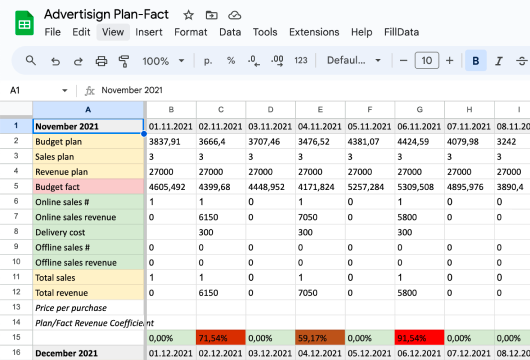 Advertisign Plan-Fact
File Edit View Insert Format Data Tools Extensions Help FillData
100% р. % .0 .00 123 Defaul... − 10 + B I
A1 fx November 2021
A B C D E F G H I
1 November 2021 01.11.2021 02.11.2021 03.11.2021 04.11.2021 05.11.2021 06.11.2021 07.11.2021 08.11.20
2 Budget plan 3837,91 3666,4 3707,46 3476,52 4381,07 4424,59 4079,98 3242
3 Sales plan 3 3 3 3 3 3 3 3
4 Revenue plan 27000 27000 27000 27000 27000 27000 27000 27000
5 Budget fact 4605,492 4399,68 4448,952 4171,824 5257,284 5309,508 4895,976 3890,4
6 Online sales # 1 1 0 1 0 1 0 0
7 Online sales revenue 0 6150 0 7050 0 5800 0 0
8 Delivery cost 300 300 300
9 Offline sales # 0 0 0 0 0 0 0 0
10 Offline sales revenue 0 0 0 0 0 0 0 0
11 Total sales 1 1 0 1 0 1 0 0
12 Total revenue 0 6150 0 7050 0 5800 0 0
13 Price per purchase
14 Plan/Fact Revenue Coefficient
15 0,00% 71,54% 0,00% 59,17% 0,00% 91,54% 0,00% 0,00%
16 December 2021 01.12.2021 02.12.2021 03.12.2021 04.12.2021 05.12.2021 06.12.2021 07.12.2021 08.12.20